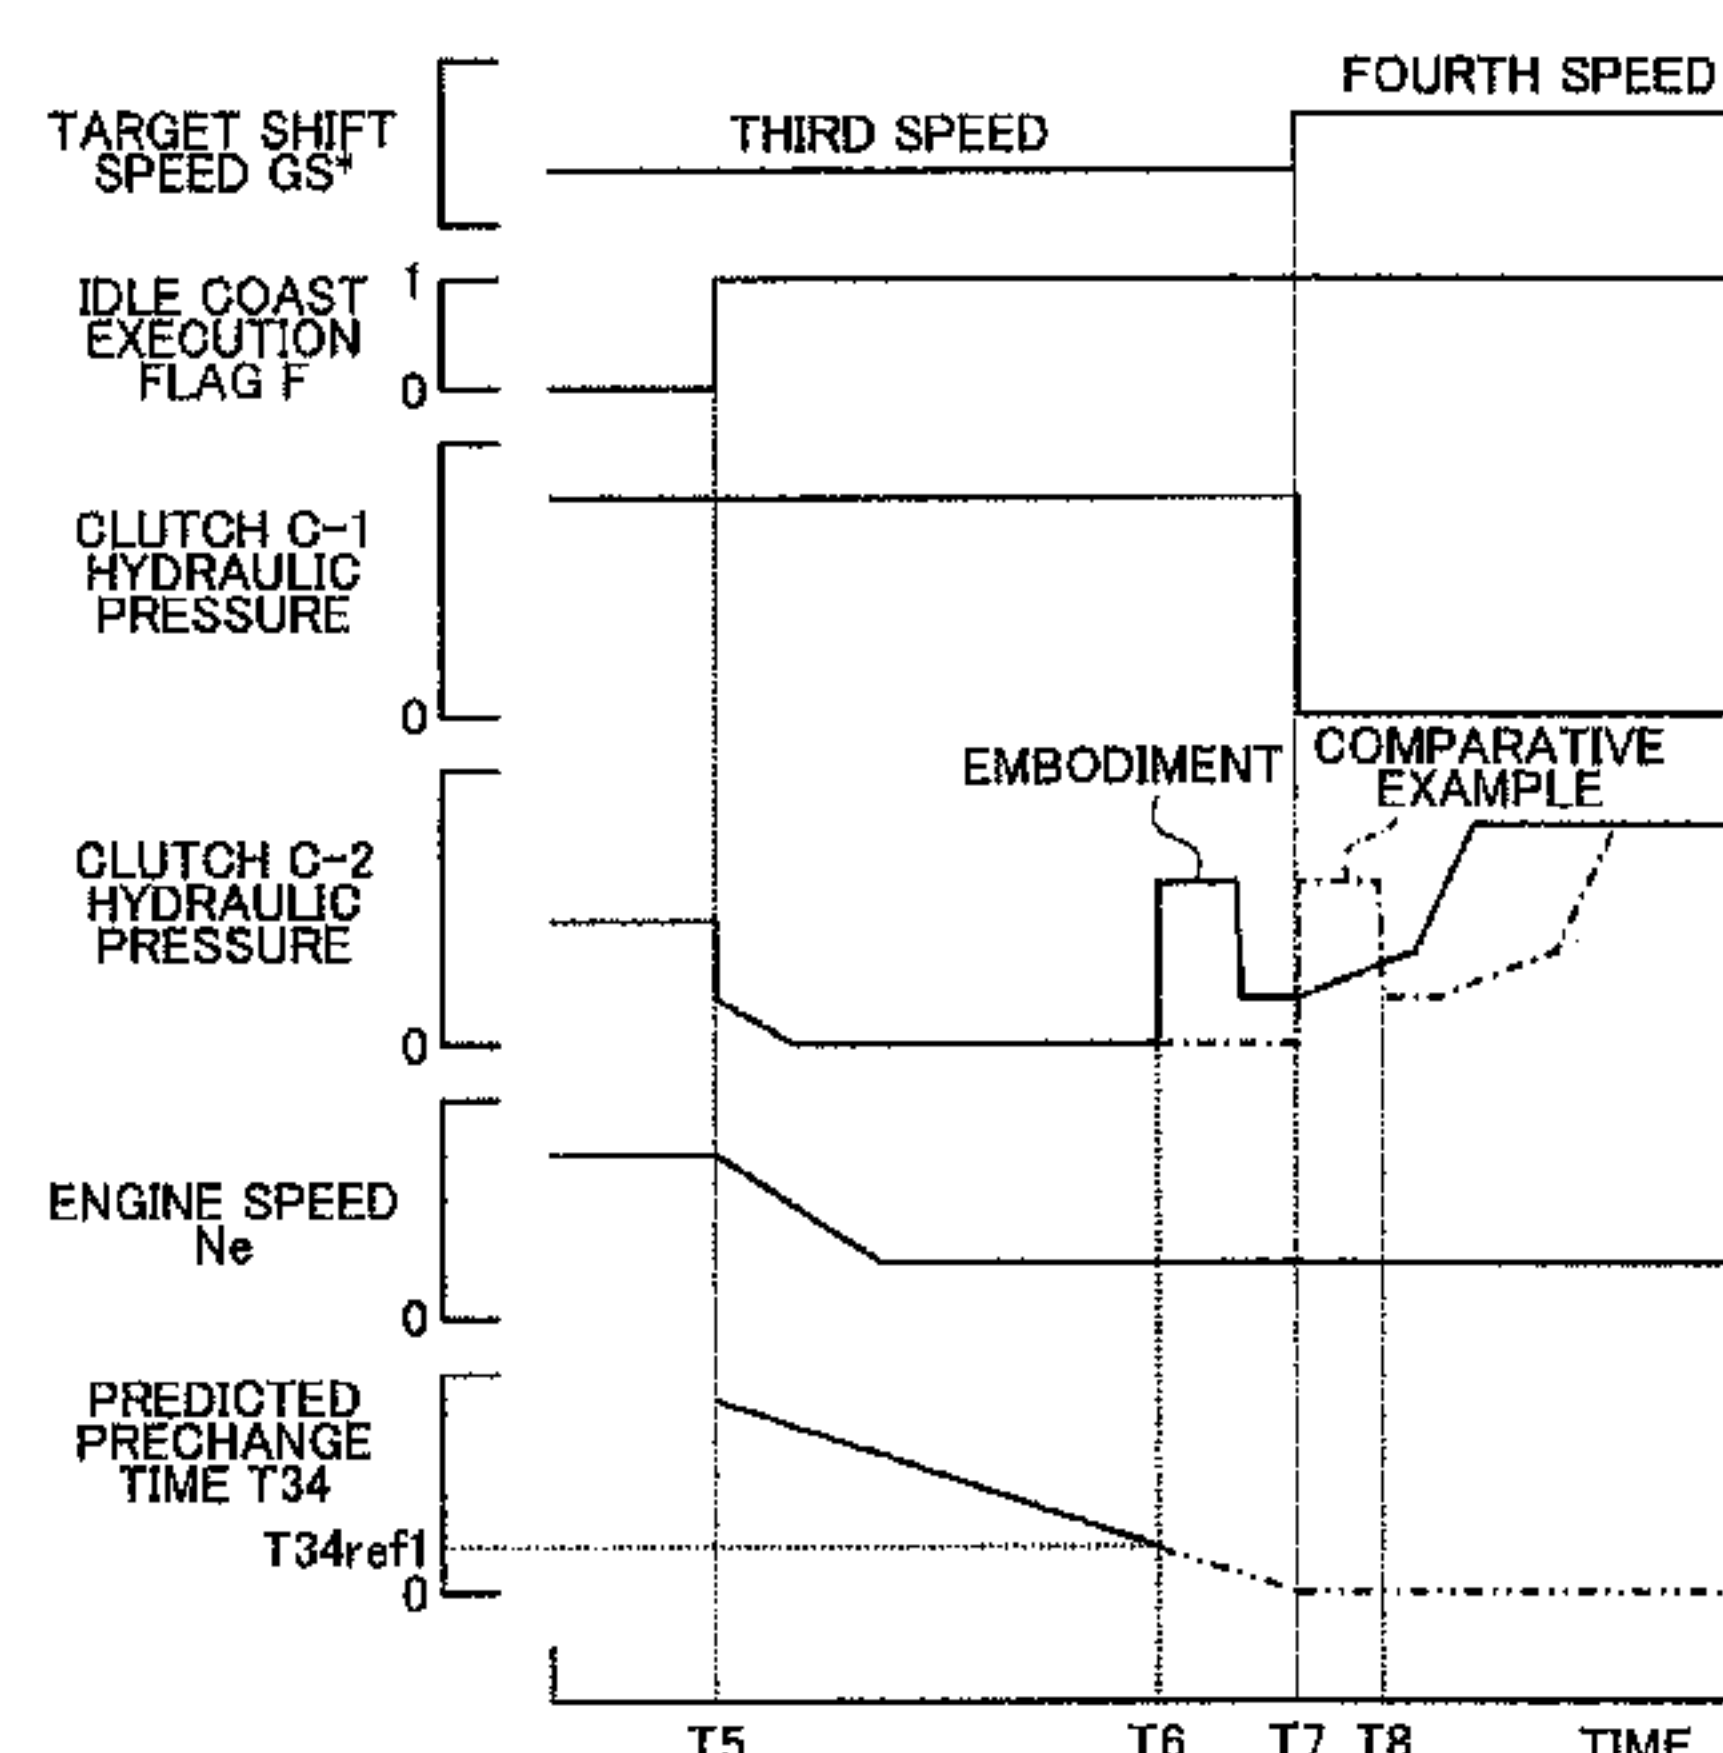 FOURTH SPEED
TARGET SHIFT
SPEED GS*
THIRD SPEED
1
IDLE COAST
EXECUTION
FLAG F
0
CLUTCH C-1
HYDRAULIC
PRESSURE
0
EMBODIMENT
COMPARATIVE
EXAMPLE
CLUTCH C-2
HYDRAULIC
PRESSURE
0
ENGINE SPEED
Ne
0
PREDICTED
PRECHANGE
TIME T34
T34ref1
0
T5 T6 T7 T8 TIME